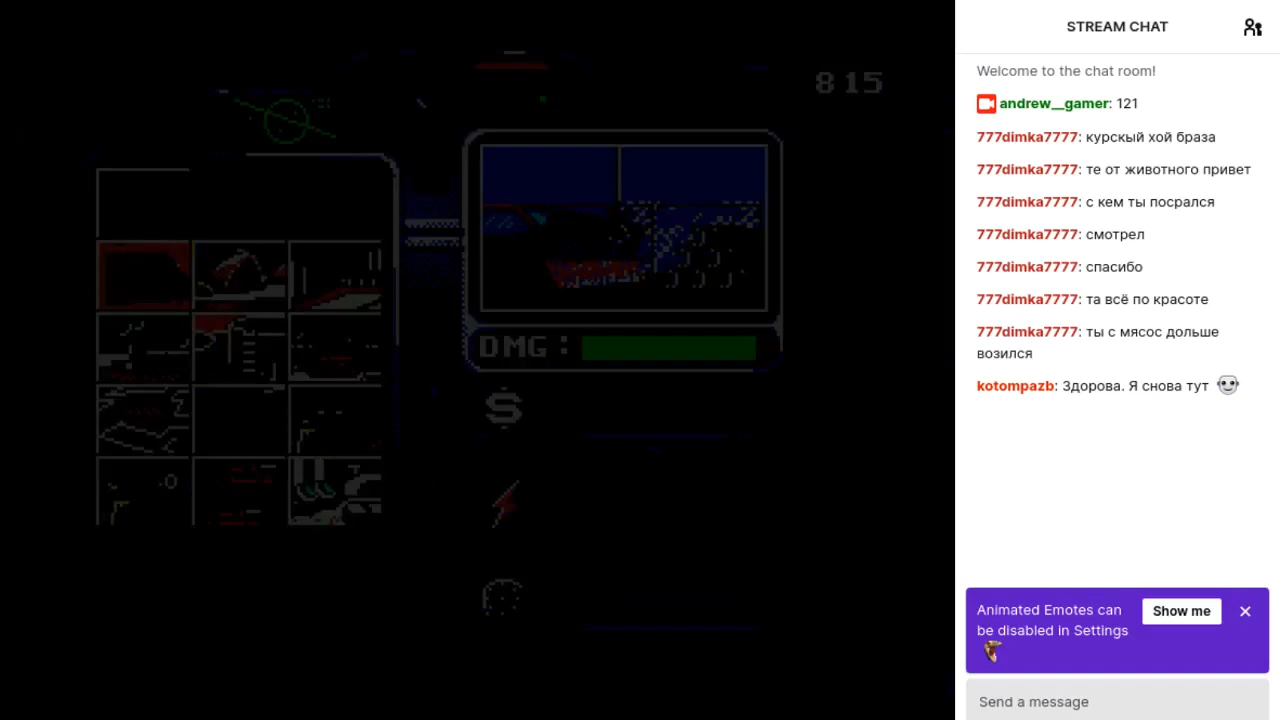 815
DMG:
S
STREAM CHAT
Welcome to the chat room!
andrew__gamer: 121
777dimka7777: курскый хой браза
777dimka7777: те от животного привет
777dimka7777: с кем ты посрался
777dimka7777: смотрел
777dimka7777: спасибо
777dimka7777: та всё по красоте
777dimka7777: ты с мясос дольше
возился
kotompazb: Здорова. Я снова тут
Animated Emotes can
be disabled in Settings
Show me
Send a message